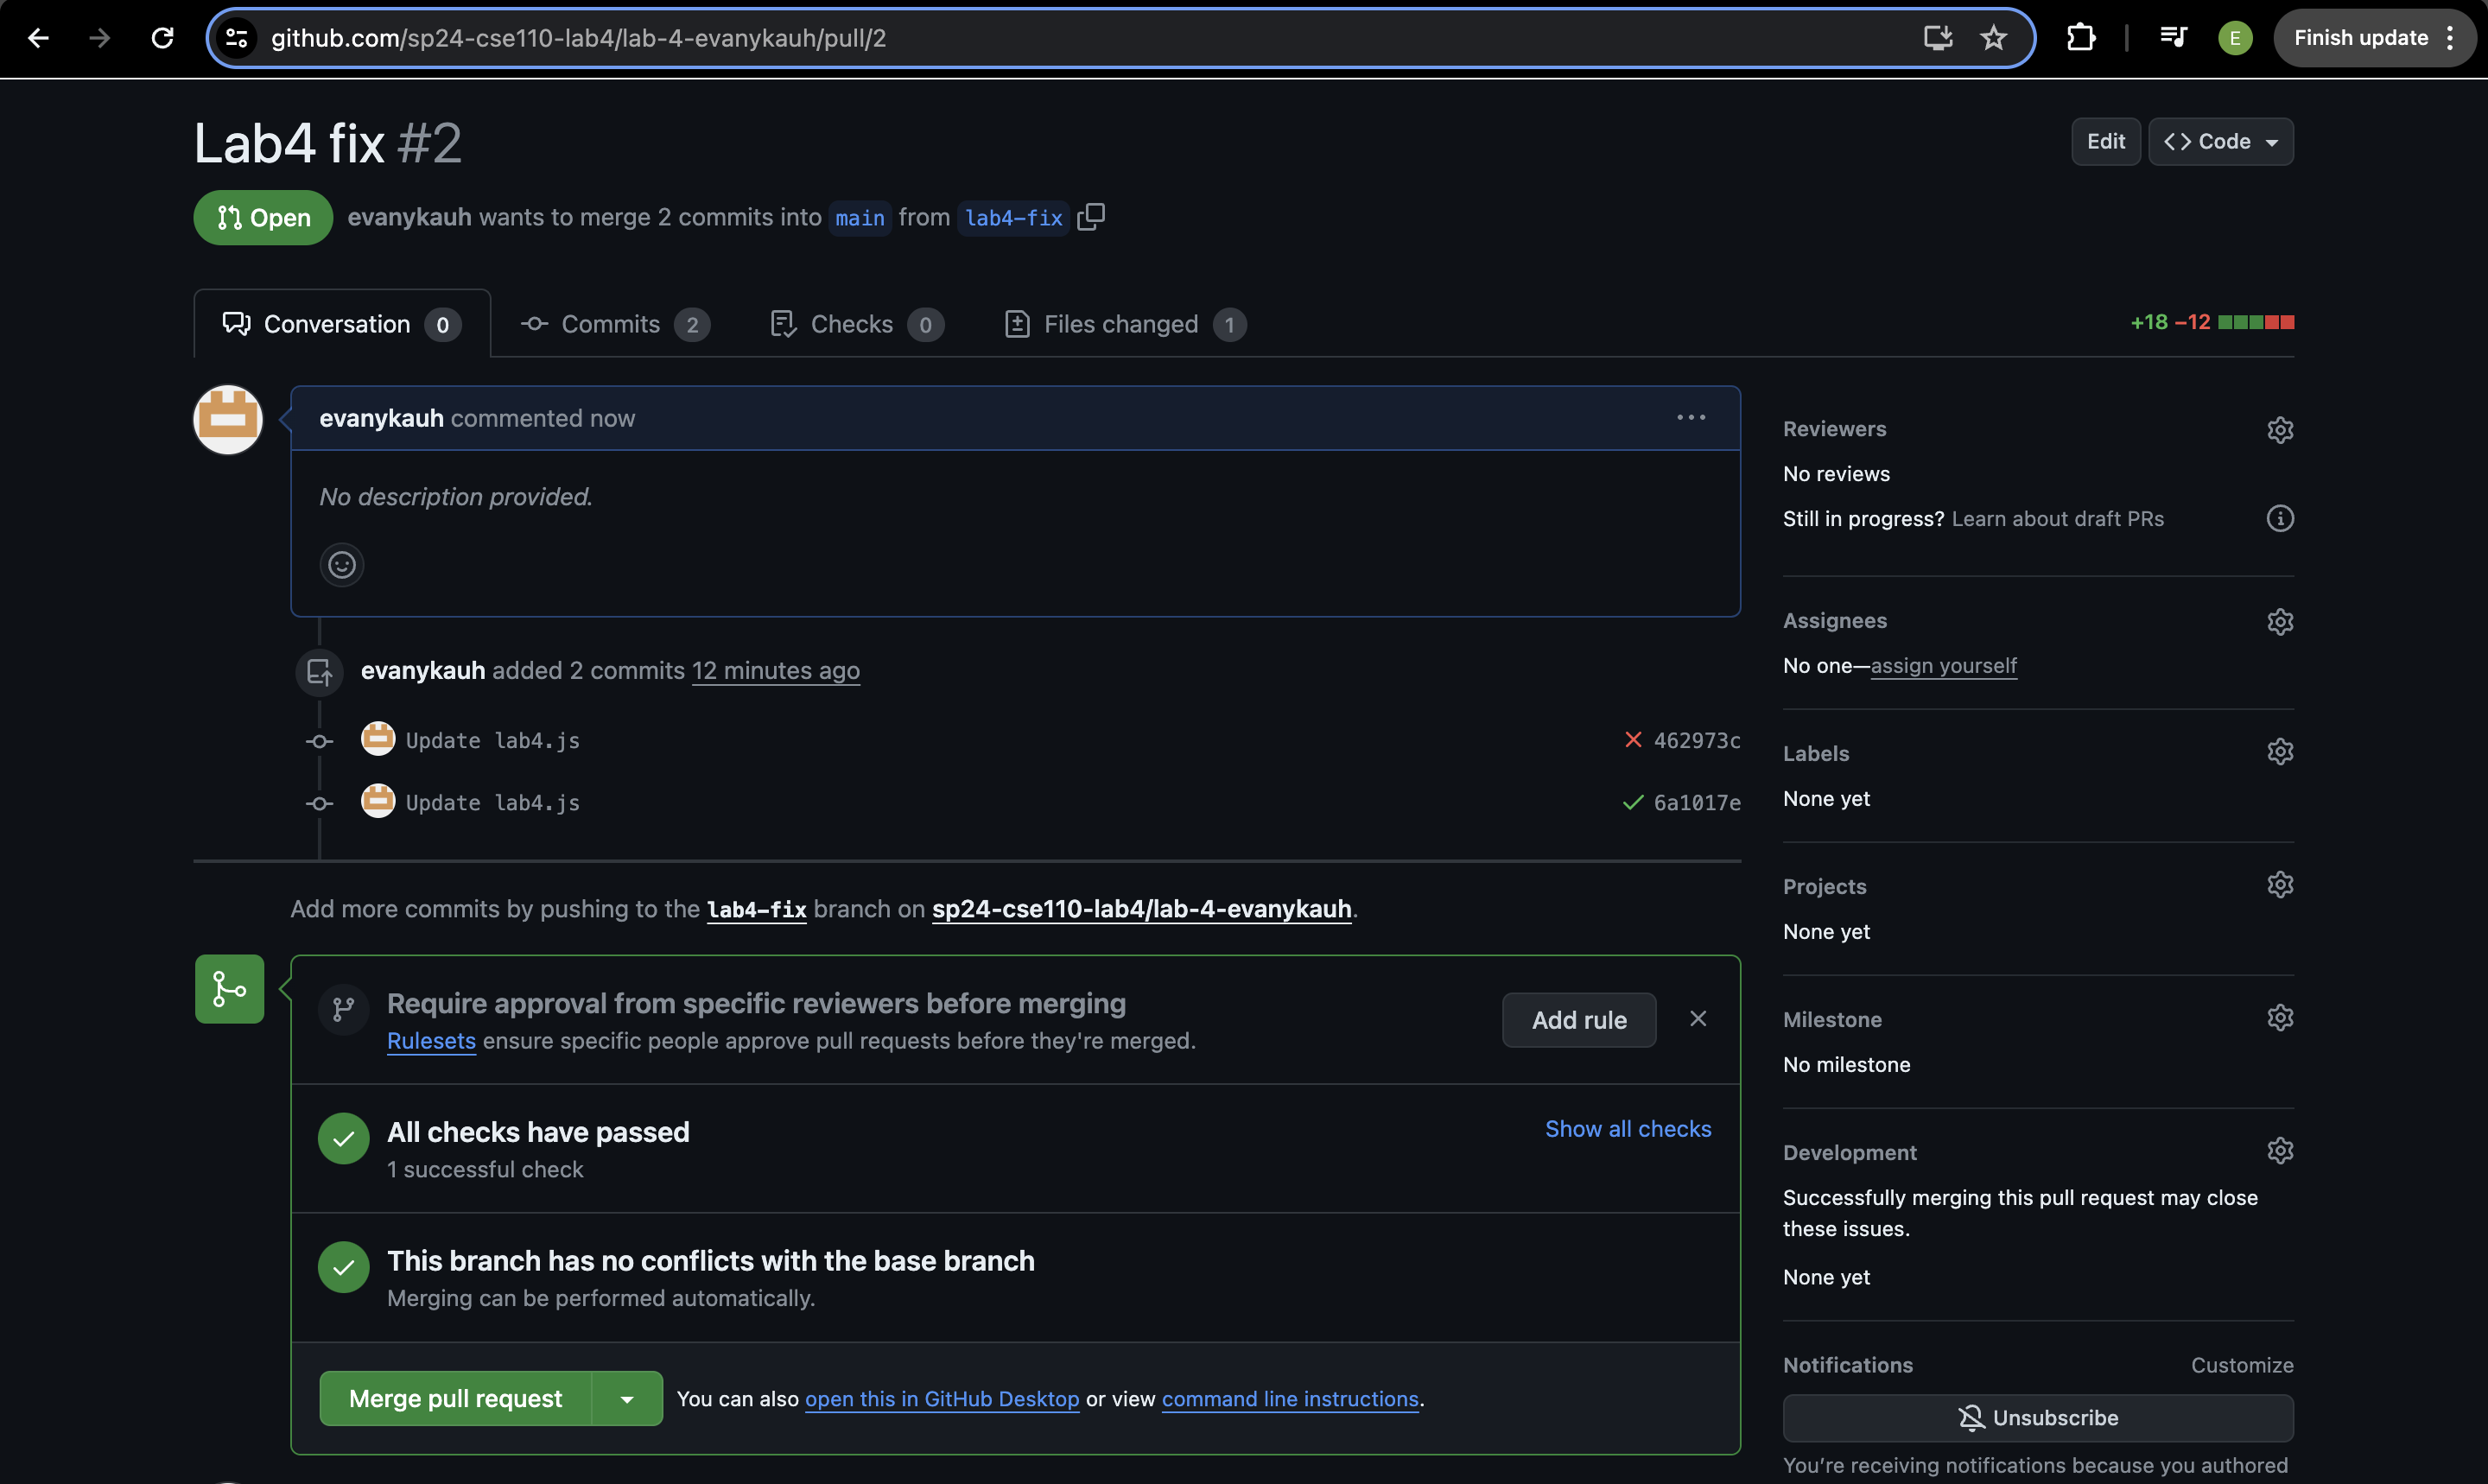 github.com/sp24-cse110-lab4/lab-4-evanykauh/pull/2
E
Finish update
Lab4 fix #2
Edit
Code
Open
evanykauh wants to merge 2 commits into main from lab4-fix
Conversation 0
Commits 2
Checks 0
Files changed 1
+18 −12
evanykauh commented now
No description provided.
evanykauh added 2 commits 12 minutes ago
Update lab4.js
462973c
Update lab4.js
6a1017e
Add more commits by pushing to the lab4-fix branch on sp24-cse110-lab4/lab-4-evanykauh.
Require approval from specific reviewers before merging
Rulesets ensure specific people approve pull requests before they're merged.
Add rule
All checks have passed
1 successful check
Show all checks
This branch has no conflicts with the base branch
Merging can be performed automatically.
Merge pull request
You can also open this in GitHub Desktop or view command line instructions.
Reviewers
No reviews
Still in progress? Learn about draft PRs
Assignees
No one—assign yourself
Labels
None yet
Projects
None yet
Milestone
No milestone
Development
Successfully merging this pull request may close
these issues.
None yet
Notifications
Customize
Unsubscribe
You're receiving notifications because you authored